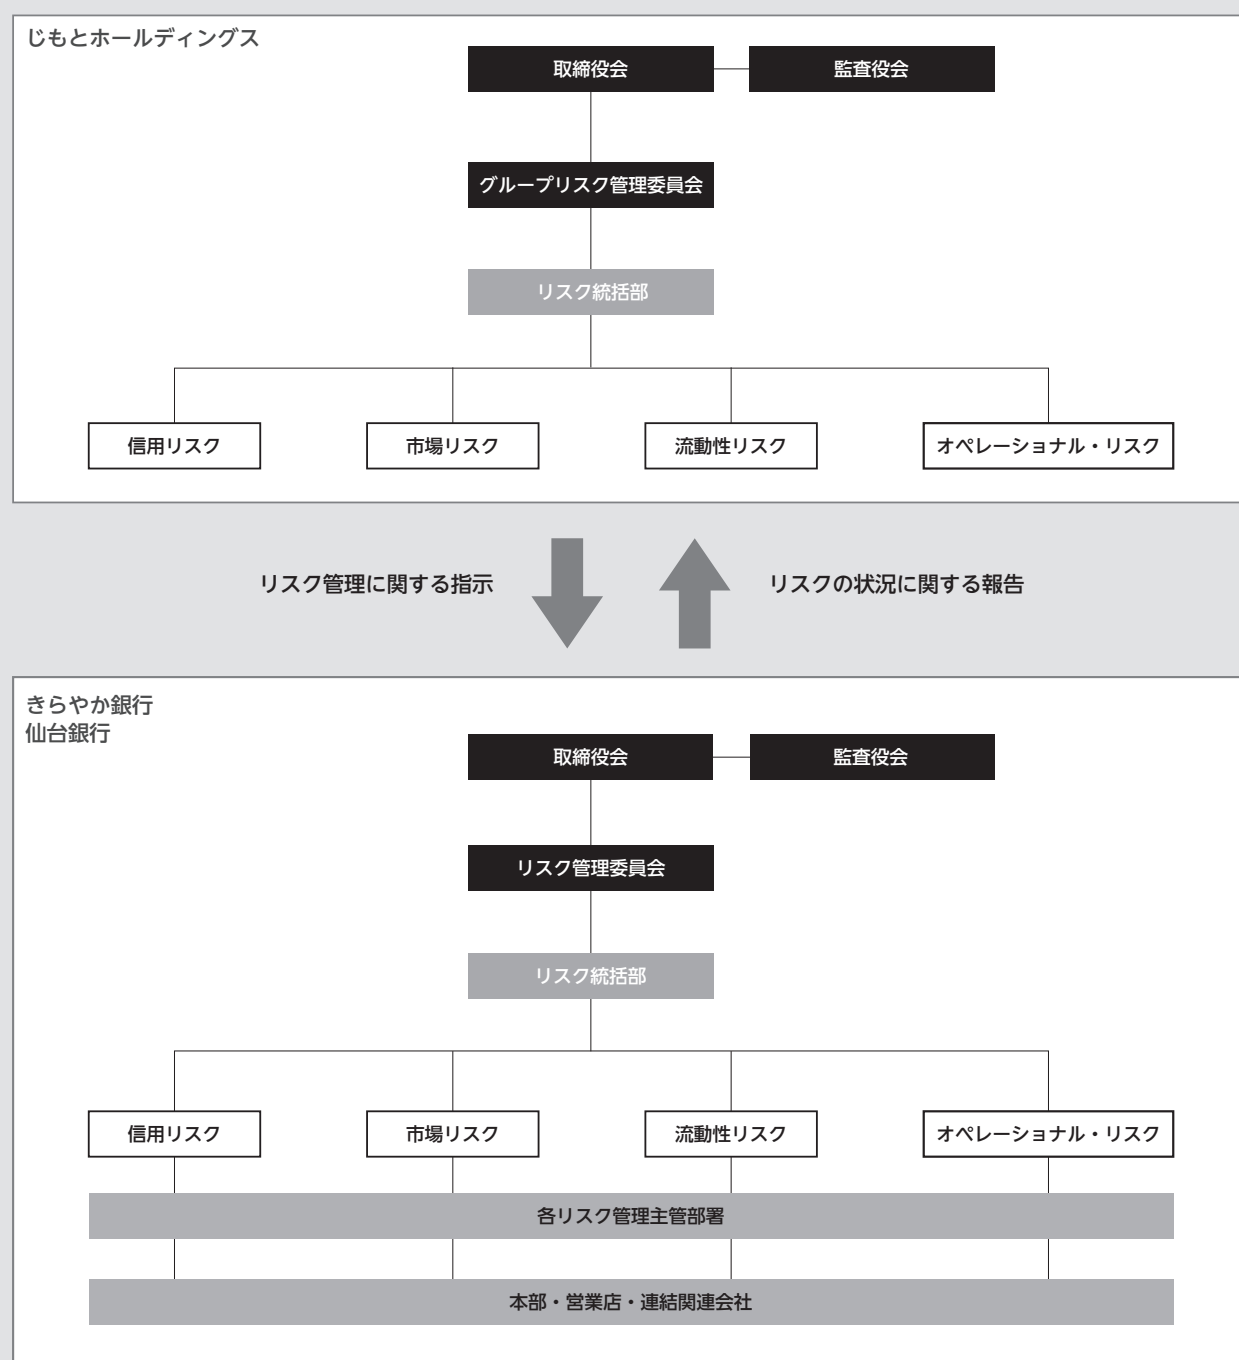 じもとホールディングス
取締役会
監査役会
グループリスク管理委員会
リスク統括部
信用リスク
市場リスク
流動性リスク
オペレーショナル・リスク
リスク管理に関する指示
リスクの状況に関する報告
きらやか銀行
仙台銀行
取締役会
監査役会
リスク管理委員会
リスク統括部
信用リスク
市場リスク
流動性リスク
オペレーショナル・リスク
各リスク管理主管部署
本部・営業店・連結関連会社